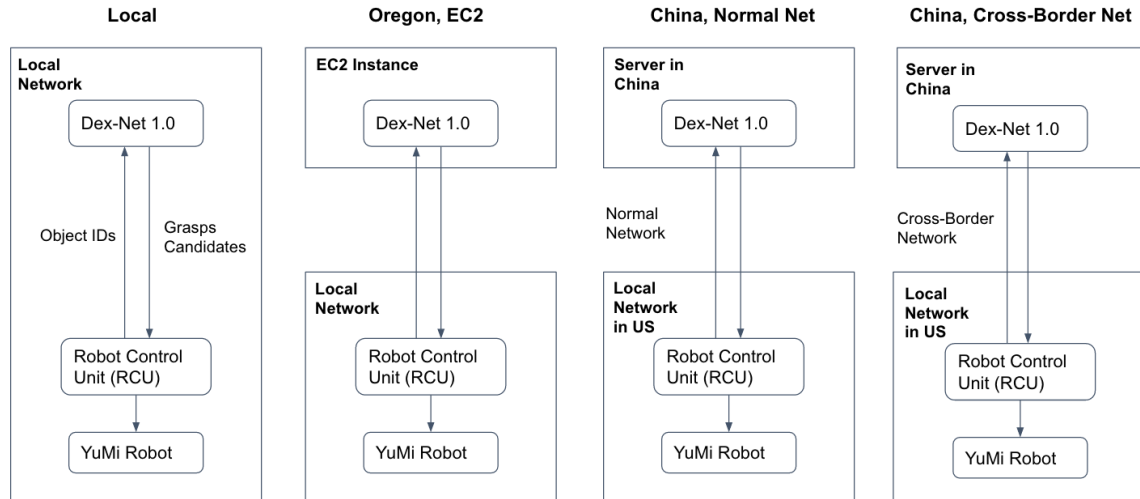 Local
Local
Network
Dex-Net 1.0
Object IDs
Grasps
Candidates
Robot Control
Unit (RCU)
YuMi Robot
Oregon, EC2
EC2 Instance
Dex-Net 1.0
Local
Network
Robot Control
Unit (RCU)
YuMi Robot
China, Normal Net
Server in
China
Dex-Net 1.0
Normal
Network
Local
Network
in US
Robot Control
Unit (RCU)
YuMi Robot
China, Cross-Border Net
Server in
China
Dex-Net 1.0
Cross-Border
Network
Local
Network
in US
Robot Control
Unit (RCU)
YuMi Robot